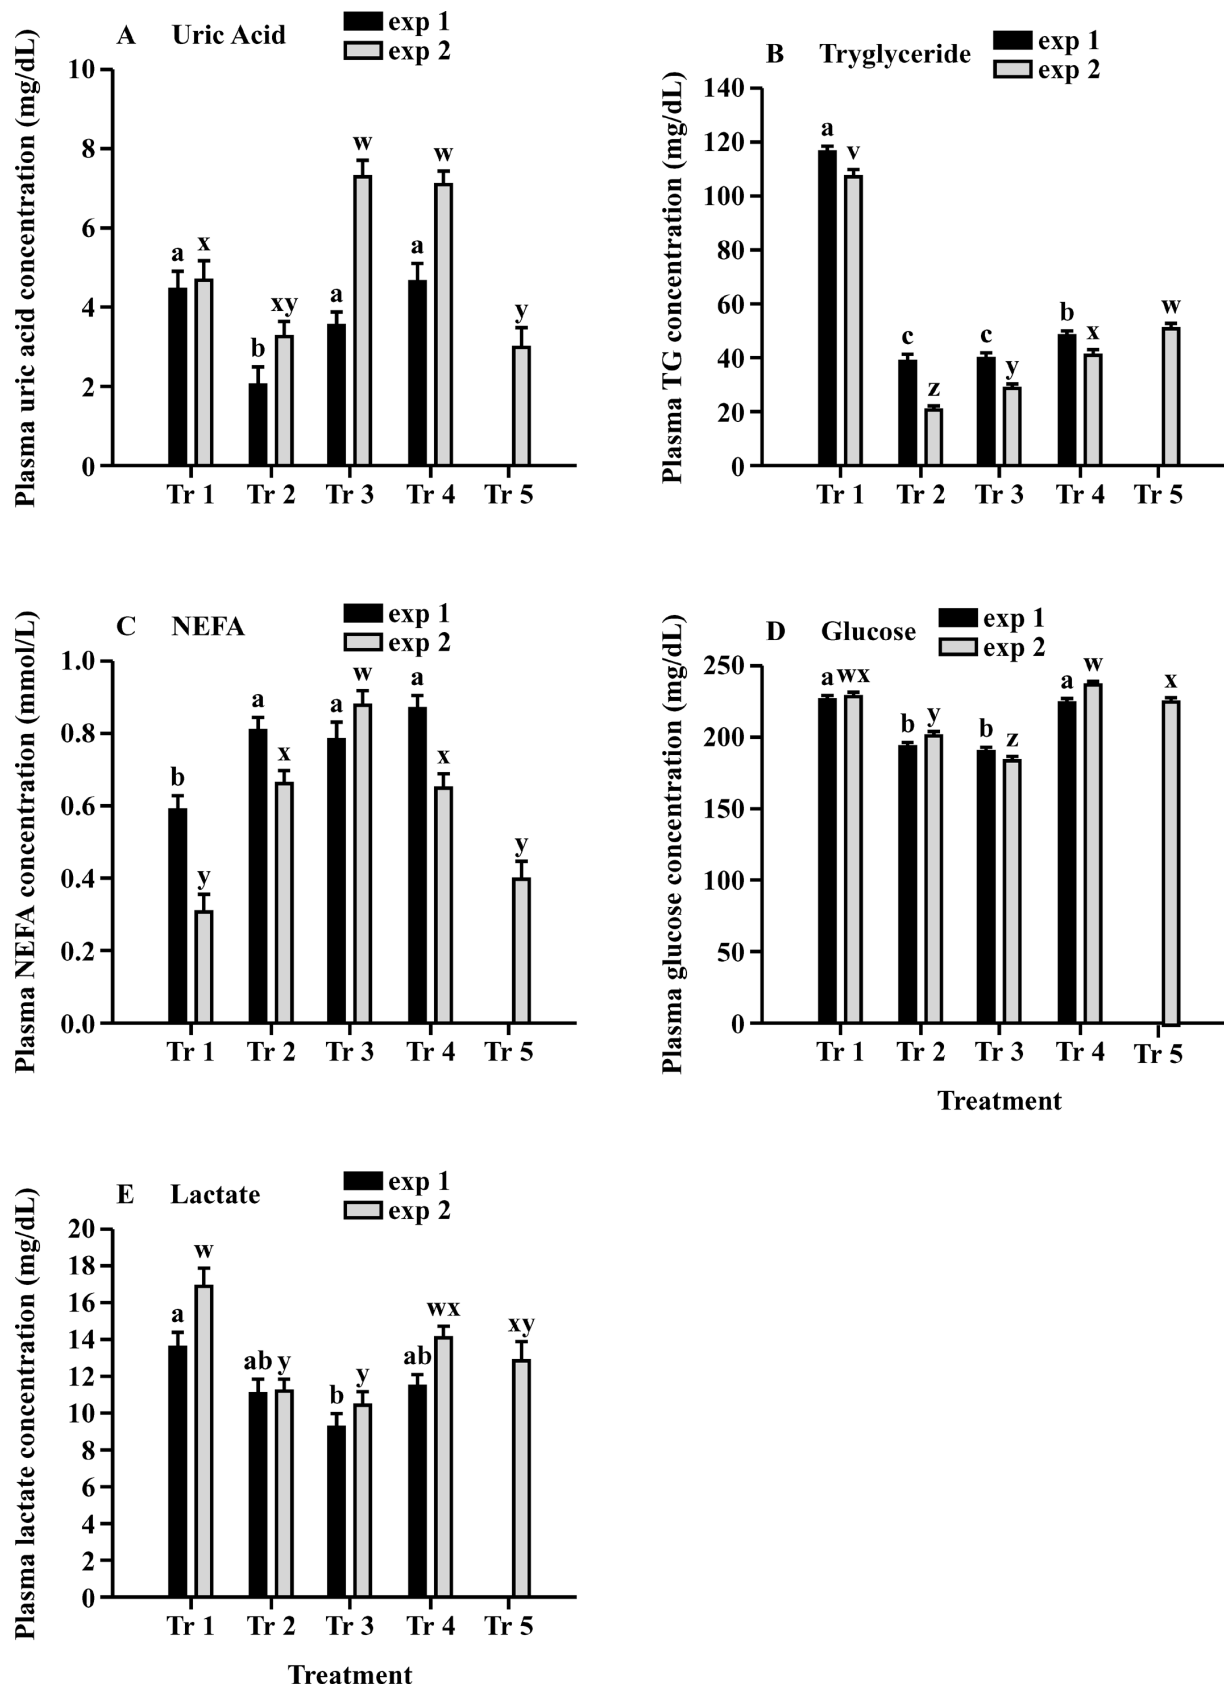 A Uric Acid
exp 1
exp 2
Plasma uric acid concentration (mg/dL)
10
8
6
4
2
0
a x
b xy
a w
a w
y
Tr 1 Tr 2 Tr 3 Tr 4 Tr 5
B Tryglyceride
exp 1
exp 2
Plasma TG concentration (mg/dL)
140
120
100
80
60
40
20
0
a v
c z
c y
b x
w
Tr 1 Tr 2 Tr 3 Tr 4 Tr 5
C NEFA
exp 1
exp 2
Plasma NEFA concentration (mmol/L)
1.0
0.8
0.6
0.4
0.2
0.0
b y
a x
a w
a x
y
Tr 1 Tr 2 Tr 3 Tr 4 Tr 5
D Glucose
exp 1
exp 2
Plasma glucose concentration (mg/dL)
250
200
150
100
50
0
a wx
b y
b z
a w
x
Tr 1 Tr 2 Tr 3 Tr 4 Tr 5
Treatment
E Lactate
exp 1
exp 2
Plasma lactate concentration (mg/dL)
20
18
16
14
12
10
8
6
4
2
0
a w
ab y
b y
ab wx
xy
Tr 1 Tr 2 Tr 3 Tr 4 Tr 5
Treatment